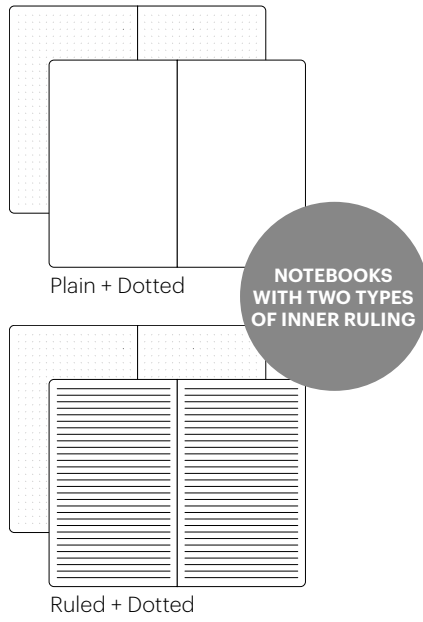 Plain + Dotted
NOTEBOOKS
WITH TWO TYPES
OF INNER RULING
Ruled + Dotted